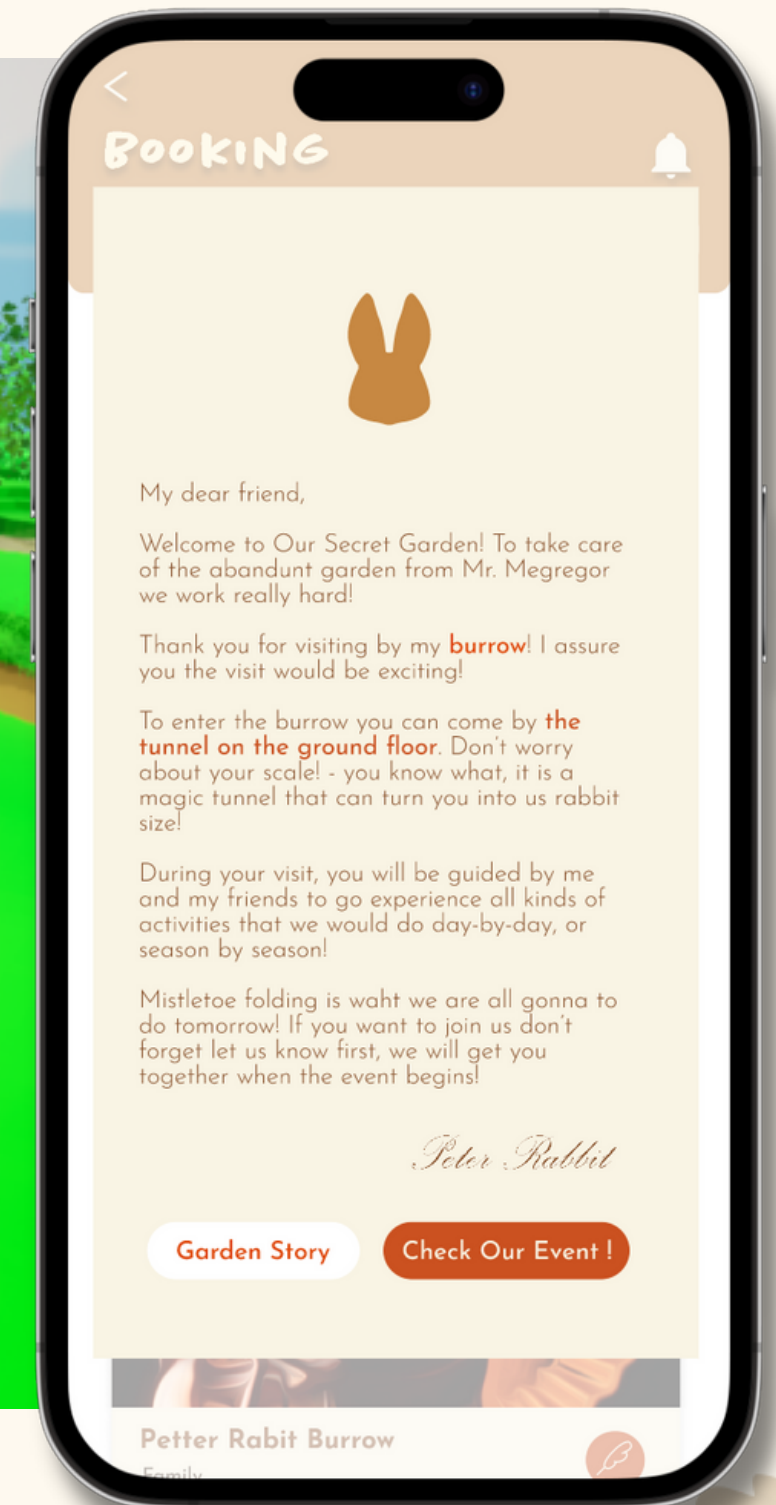 BOOKING
My dear friend,
Welcome to Our Secret Garden! To take care
of the abandunt garden from Mr. Megregor
we work really hard!
Thank you for visiting by my burrow! I assure
you the visit would be exciting!
To enter the burrow you can come by the
tunnel on the ground floor. Don't worry
about your scale! - you know what, it is a
magic tunnel that can turn you into us rabbit
size!
During your visit, you will be guided by me
and my friends to go experience all kinds of
activities that we would do day-by-day, or
season by season!
Mistletoe folding is waht we are all gonna to
do tomorrow! If you want to join us don't
forget let us know first, we will get you
together when the event begins!
Peter Rabbit
Garden Story
Check Our Event !
Petter Rabit Burrow
Family